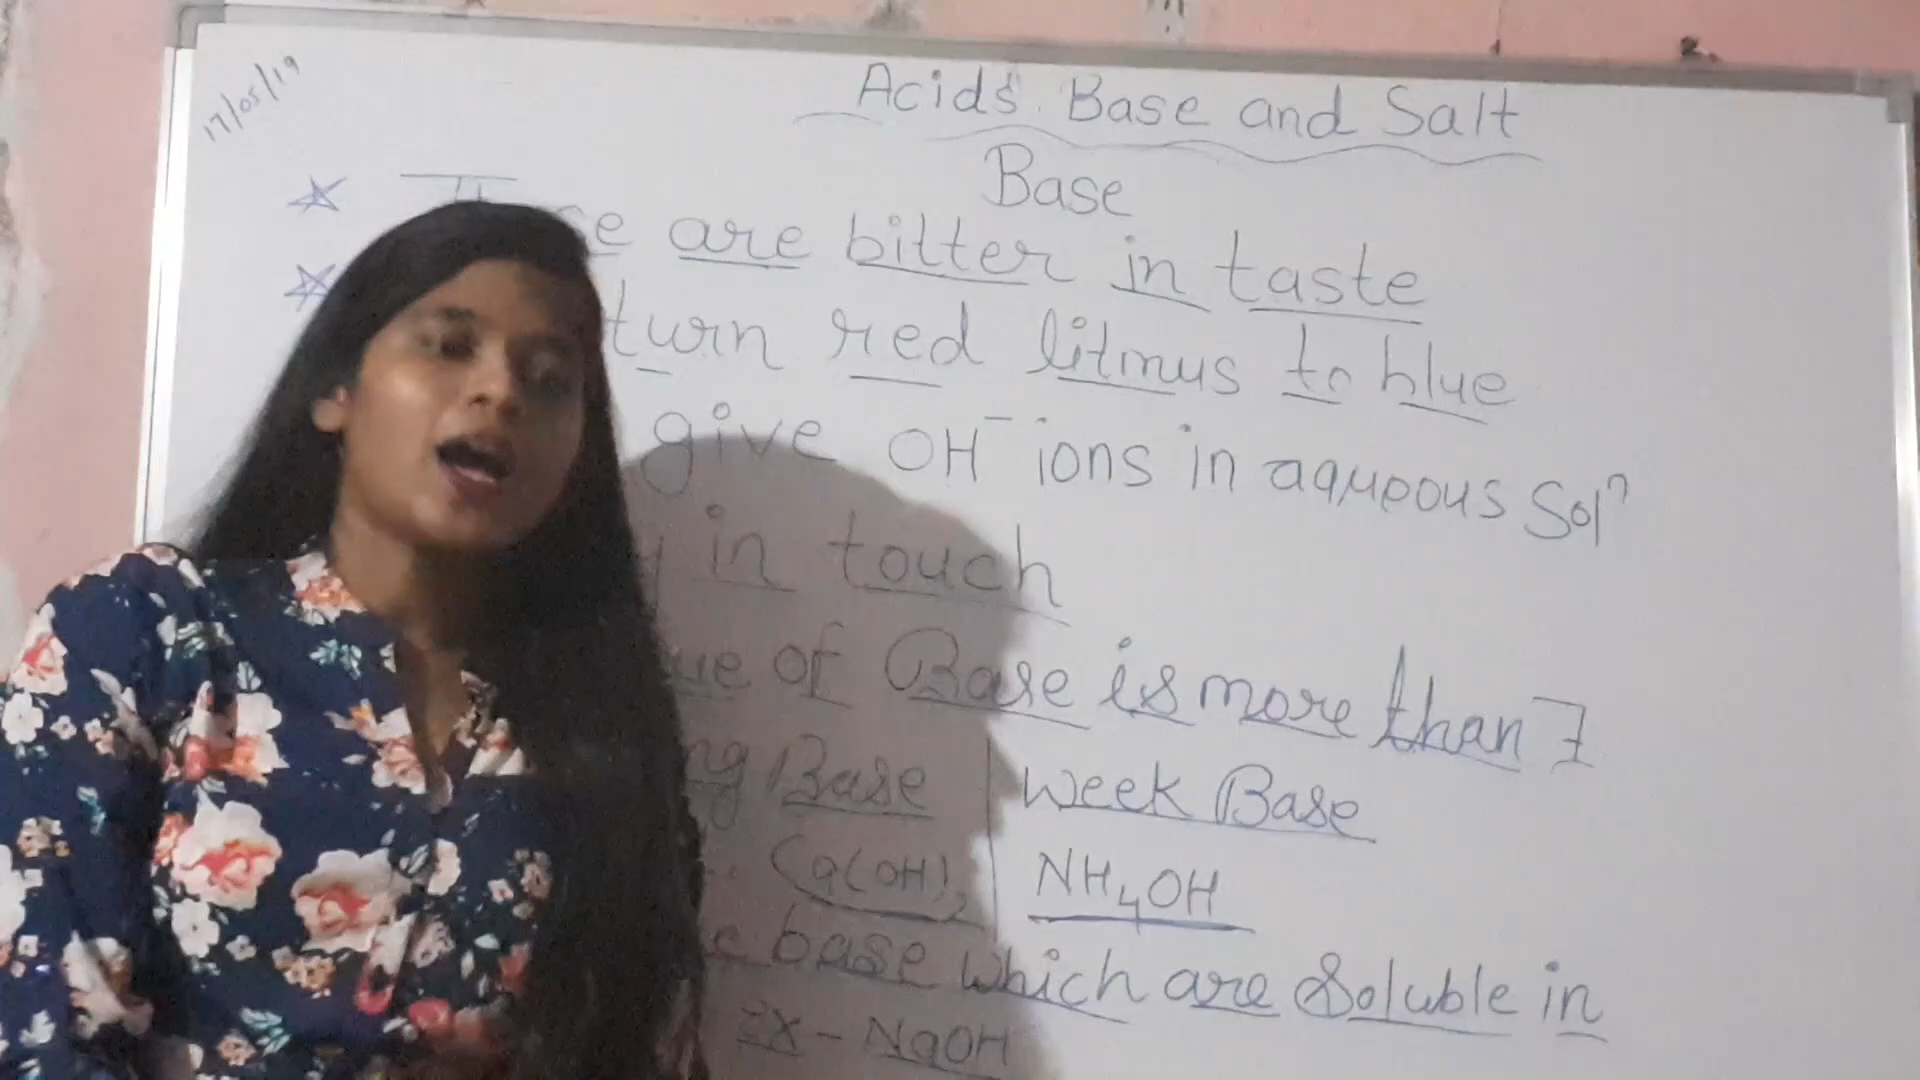 17/05/19
Acids Base and Salt
Base
are bitter in taste
turn red litmus to blue
give OH⁻ ions in aqueous Solⁿ
in touch
of Base is more than 7
Base | Week Base
Ca(OH)₂ | NH₄OH
base which are Soluble in
EX - NaOH